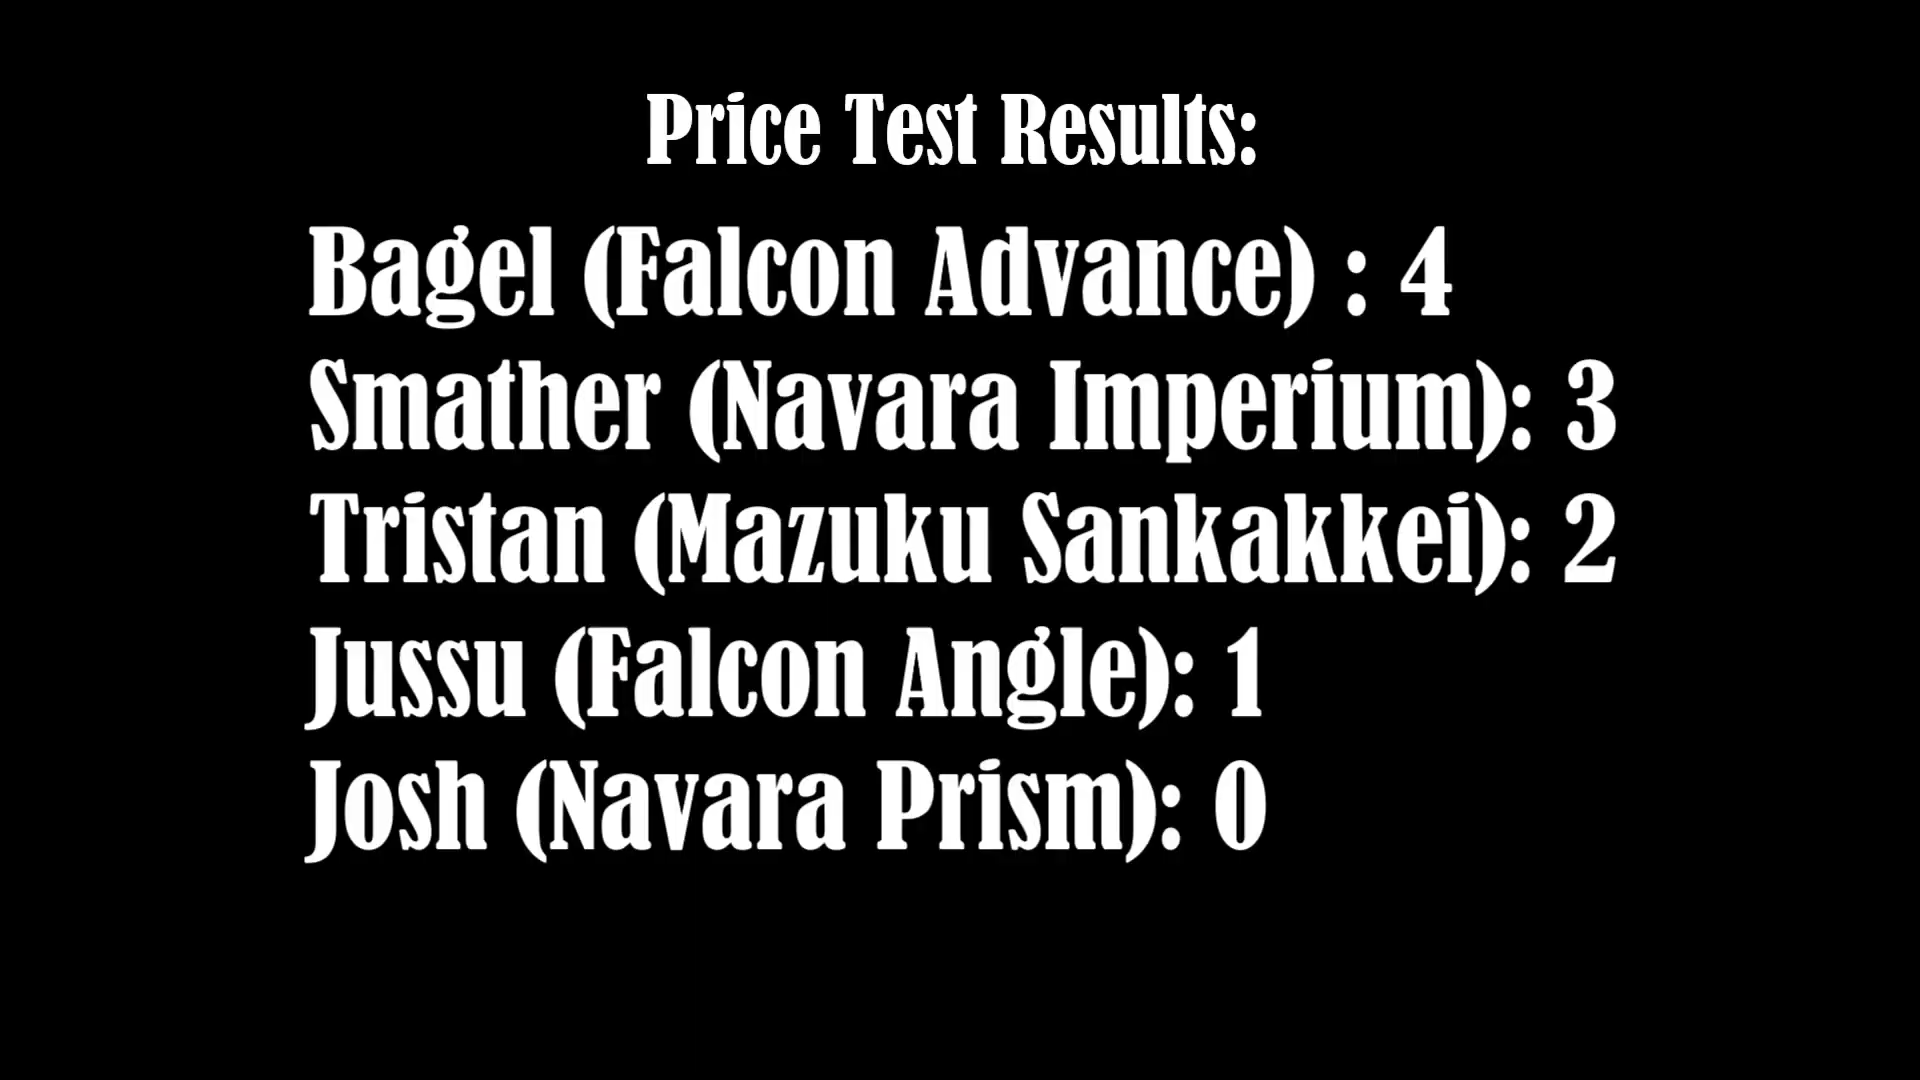 Price Test Results:
Bagel (Falcon Advance) : 4
Smather (Navara Imperium): 3
Tristan (Mazuku Sankakkei): 2
Jussu (Falcon Angle): 1
Josh (Navara Prism): 0